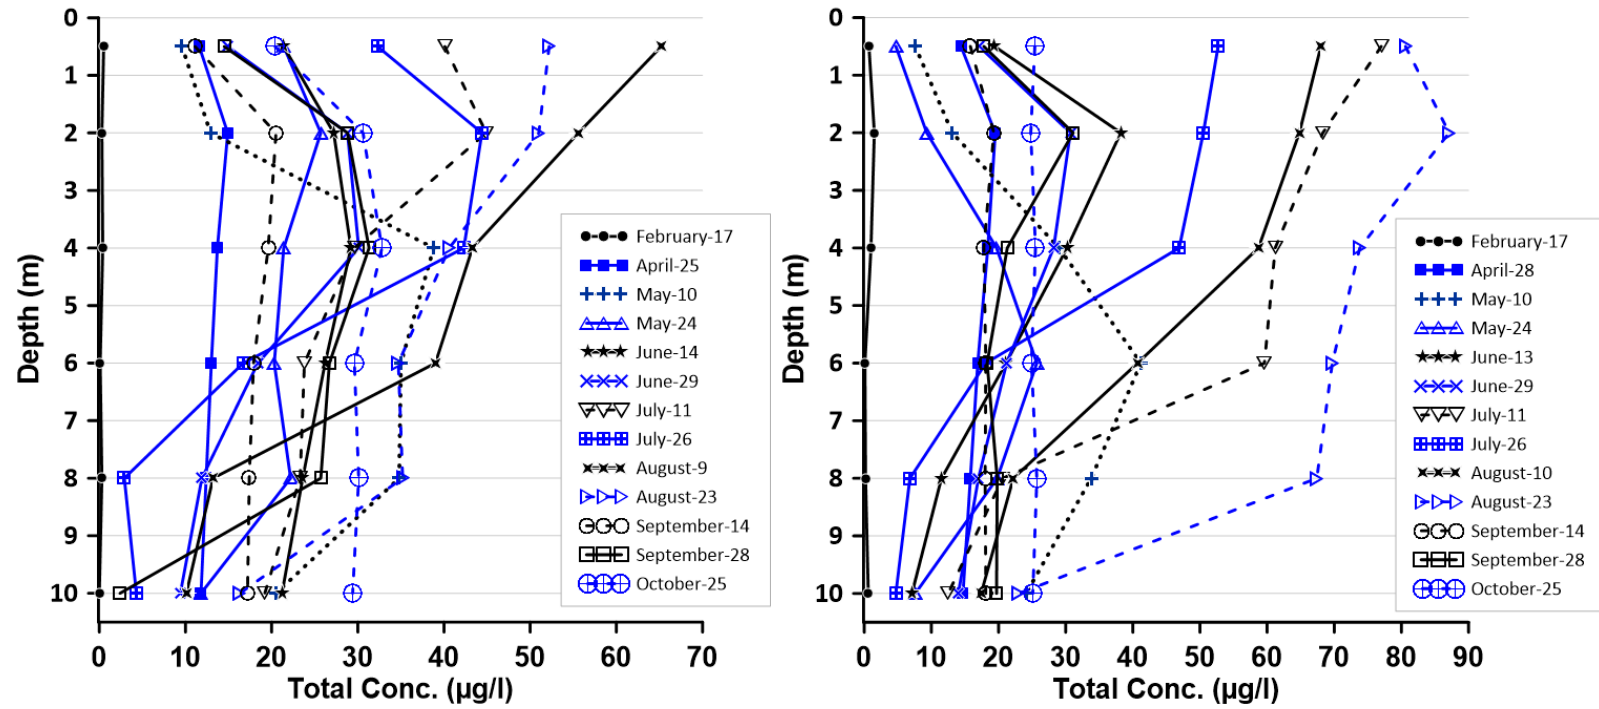 0
1
2
3
4
5
6
7
8
9
10
Depth (m)
0 10 20 30 40 50 60 70
Total Conc. (µg/l)
February-17
April-25
May-10
May-24
June-14
June-29
July-11
July-26
August-9
August-23
September-14
September-28
October-25
0
1
2
3
4
5
6
7
8
9
10
Depth (m)
0 10 20 30 40 50 60 70 80 90
Total Conc. (µg/l)
February-17
April-28
May-10
May-24
June-13
June-29
July-11
July-26
August-10
August-23
September-14
September-28
October-25